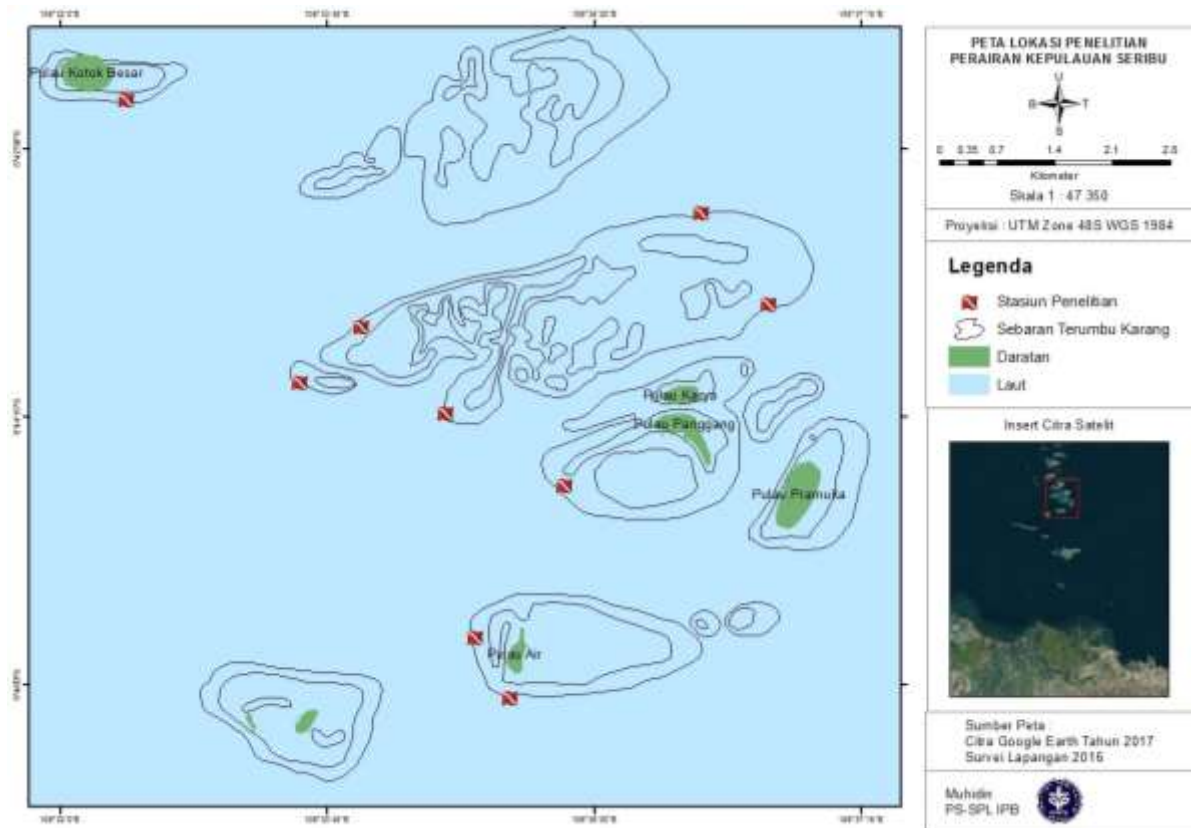 Pulau Kotok Besar
Pulau Karya
Pulau Panggang
Pulau Pramuka
Pulau Air
PETA LOKASI PENELITIAN
PERAIRAN KEPULAUAN SERIBU
U
B
T
S
0 0.35 0.7 1.4 2.1 2.8
Kilometer
Skala 1 : 47 350
Proyeksi : UTM Zone 48S WGS 1984
Legenda
Stasiun Penelitian
Sebaran Terumbu Karang
Daratan
Laut
Insert Citra Satelit
Sumber Peta
Citra Google Earth Tahun 2017
Survei Lapangan 2016
Muhidin
PS-SPL IPB